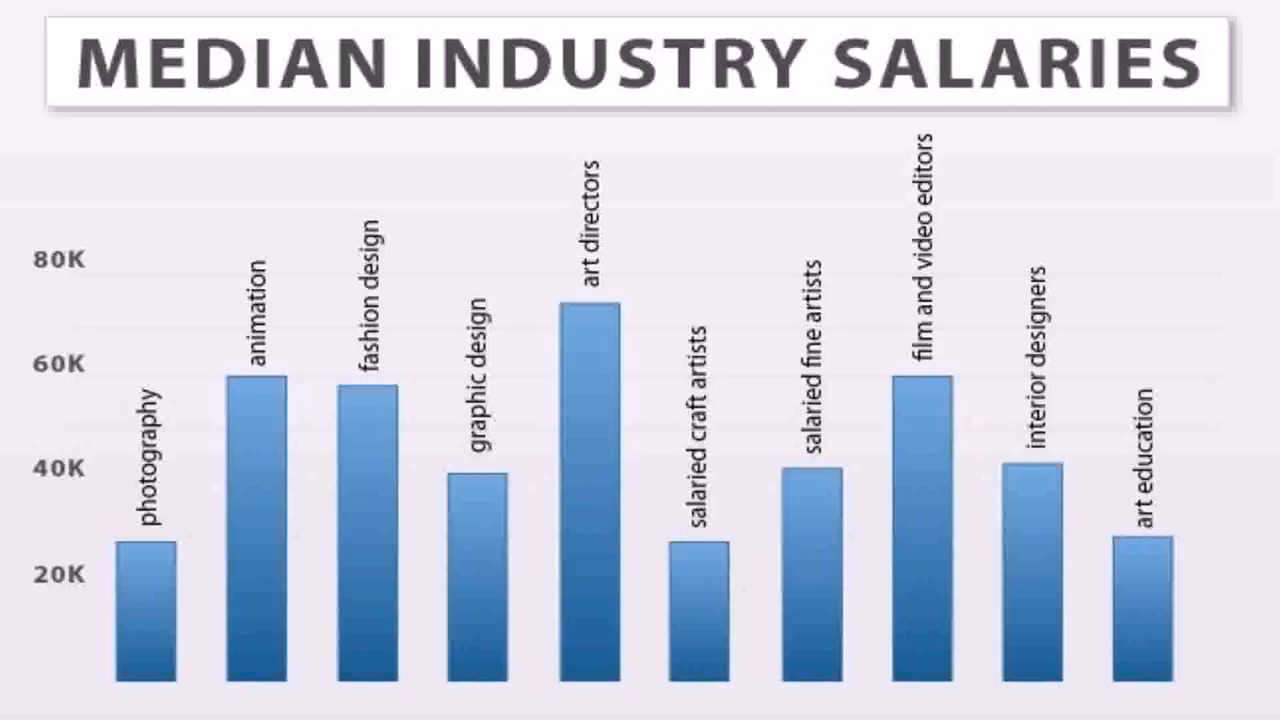 MEDIAN INDUSTRY SALARIES
80K
60K
40K
20K
photography
animation
fashion design
graphic design
art directors
salaried craft artists
salaried fine artists
film and video editors
interior designers
art education